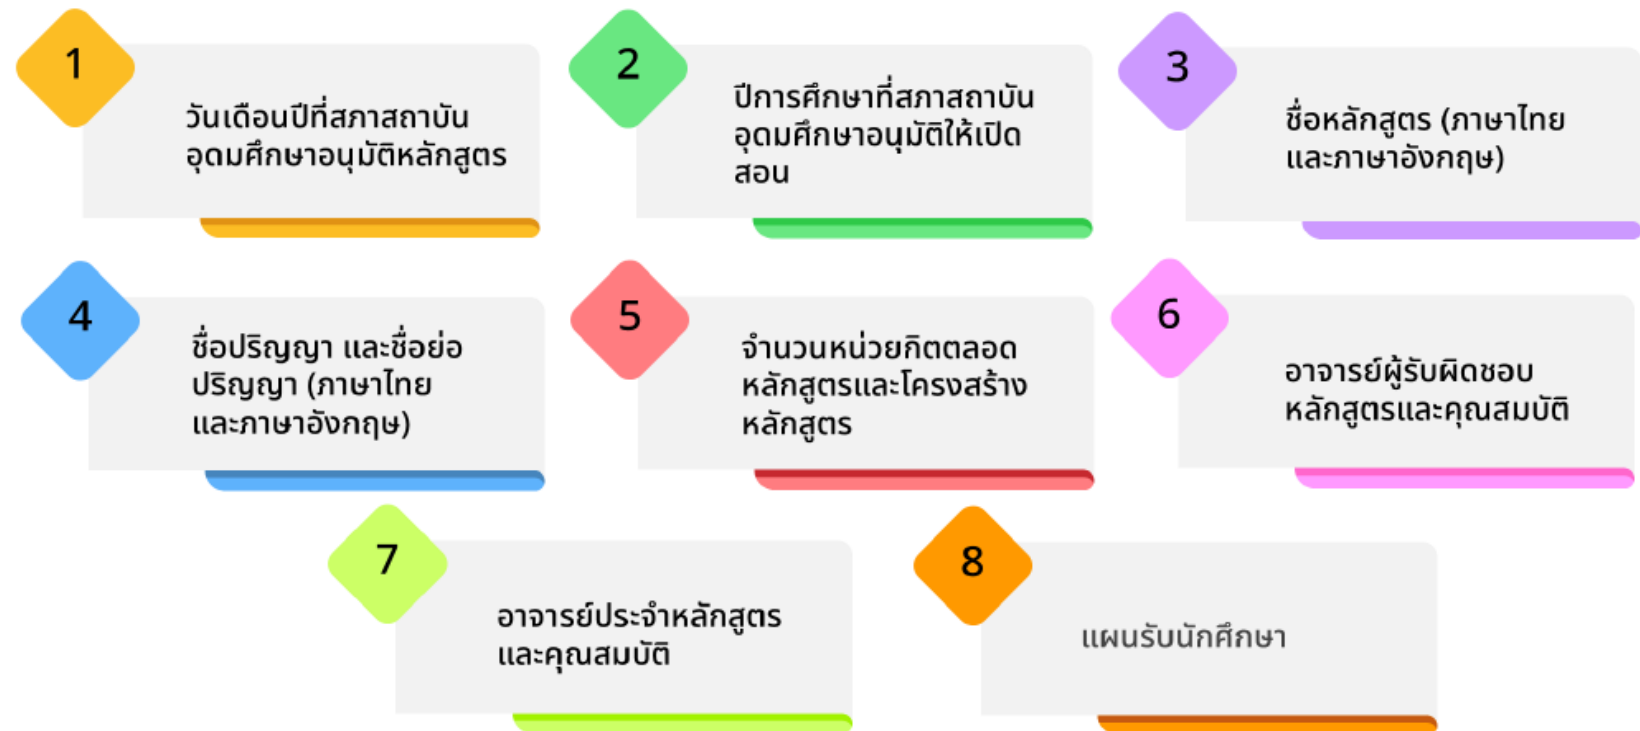 1
วันเดือนปีที่สภาสถาบัน
อุดมศึกษาอนุมัติหลักสูตร
2
ปีการศึกษาที่สภาสถาบัน
อุดมศึกษาอนุมัติให้เปิด
สอน
3
ชื่อหลักสูตร (ภาษาไทย
และภาษาอังกฤษ)
4
ชื่อปริญญา และชื่อย่อ
ปริญญา (ภาษาไทย
และภาษาอังกฤษ)
5
จำนวนหน่วยกิตตลอด
หลักสูตรและโครงสร้าง
หลักสูตร
6
อาจารย์ผู้รับผิดชอบ
หลักสูตรและคุณสมบัติ
7
อาจารย์ประจำหลักสูตร
และคุณสมบัติ
8
แผนรับนักศึกษา